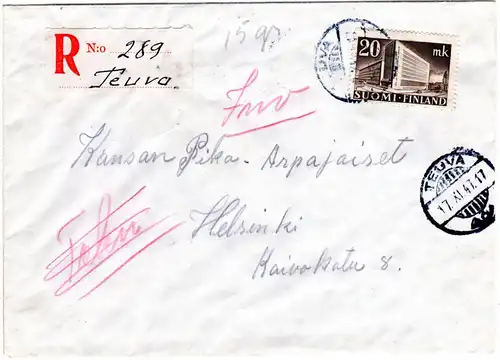 R N:o 289
Teuva
15 gr
20 mk
SUOMI·FINLAND
Kansan Pika-Arpajaiset
Helsinki
Kaivokatu 8.
TEUVA
17.XI.47.17